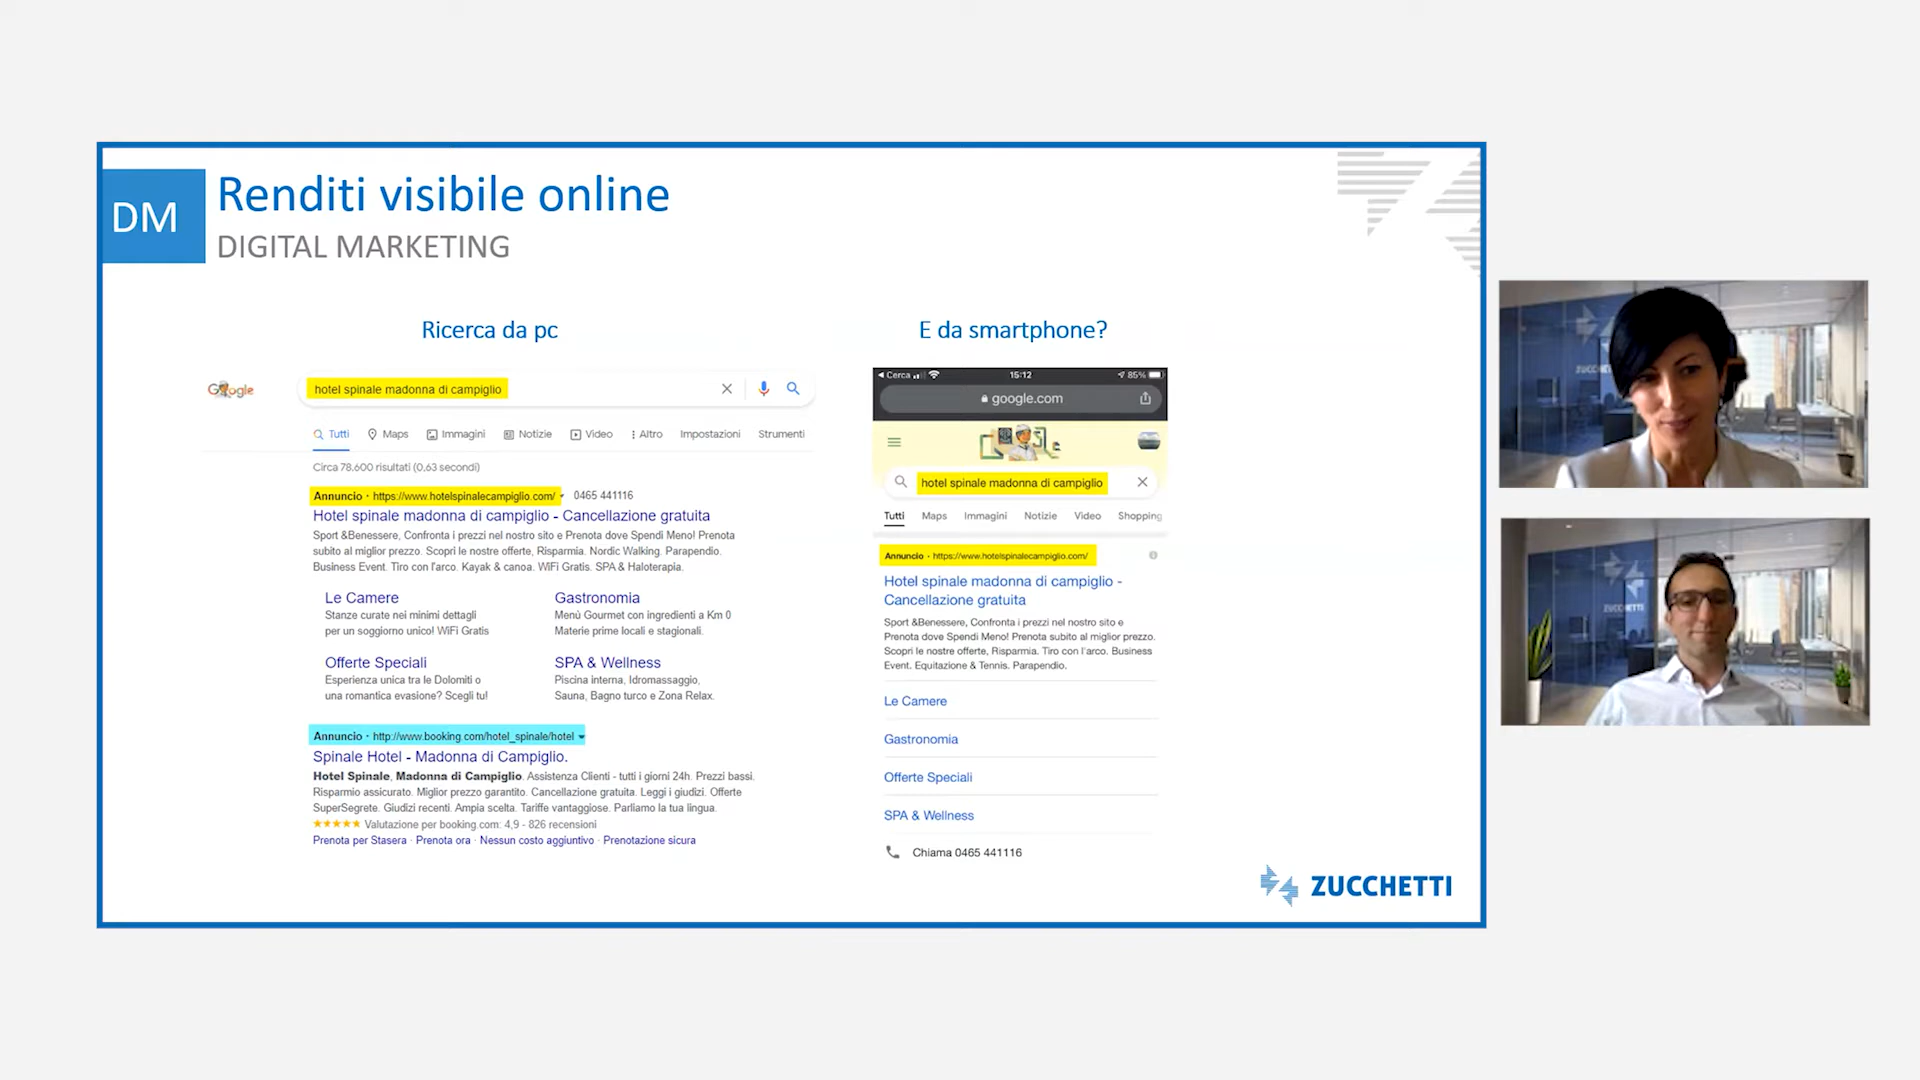 DM
Renditi visibile online
DIGITAL MARKETING
Ricerca da pc
Google
hotel spinale madonna di campiglio
Tutti Maps Immagini Notizie Video Altro Impostazioni Strumenti
Circa 78.600 risultati (0,63 secondi)
Annuncio · https://www.hotelspinalecampiglio.com/ 0465 441116
Hotel spinale madonna di campiglio - Cancellazione gratuita
Sport &Benessere, Confronta i prezzi nel nostro sito e Prenota dove Spendi Meno! Prenota
subito al miglior prezzo. Scopri le nostre offerte, Risparmia. Nordic Walking. Parapendio.
Business Event. Tiro con l'arco. Kayak & canoa. WiFi Gratis. SPA & Haloterapia.
Le Camere
Stanze curate nei minimi dettagli
per un soggiorno unico! WiFi Gratis
Gastronomia
Menù Gourmet con ingredienti a Km 0
Materie prime locali e stagionali.
Offerte Speciali
Esperienza unica tra le Dolomiti o
una romantica evasione? Scegli tu!
SPA & Wellness
Piscina interna, Idromassaggio,
Sauna, Bagno turco e Zona Relax.
Annuncio · http://www.booking.com/hotel_spinale/hotel
Spinale Hotel - Madonna di Campiglio.
Hotel Spinale, Madonna di Campiglio. Assistenza Clienti - tutti i giorni 24h. Prezzi bassi.
Risparmio assicurato. Miglior prezzo garantito. Cancellazione gratuita. Leggi i giudizi. Offerte
SuperSegrete. Giudizi recenti. Ampia scelta. Tariffe vantaggiose. Parliamo la tua lingua.
★★★★★ Valutazione per booking.com: 4,9 - 826 recensioni
Prenota per Stasera · Prenota ora · Nessun costo aggiuntivo · Prenotazione sicura
E da smartphone?
Cerca 15:12 85%
google.com
hotel spinale madonna di campiglio
Tutti Maps Immagini Notizie Video Shopping
Annuncio · https://www.hotelspinalecampiglio.com/
Hotel spinale madonna di campiglio -
Cancellazione gratuita
Sport &Benessere, Confronta i prezzi nel nostro sito e
Prenota dove Spendi Meno! Prenota subito al miglior prezzo.
Scopri le nostre offerte, Risparmia. Tiro con l'arco. Business
Event. Equitazione & Tennis. Parapendio.
Le Camere
Gastronomia
Offerte Speciali
SPA & Wellness
Chiama 0465 441116
ZUCCHETTI
ZUCCHETTI